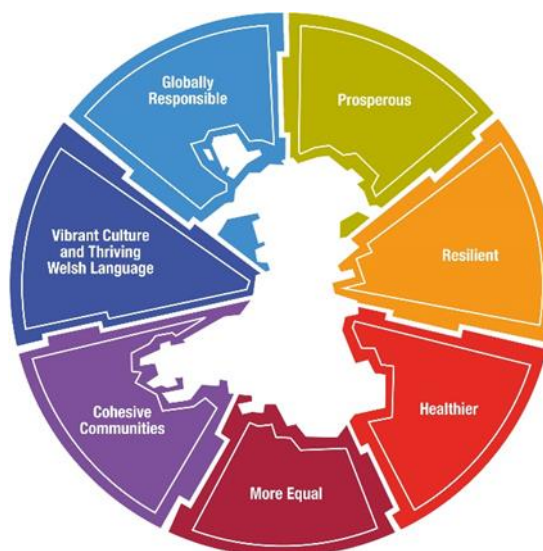 Globally
Responsible
Prosperous
Vibrant Culture
and Thriving
Welsh Language
Resilient
Cohesive
Communities
Healthier
More Equal